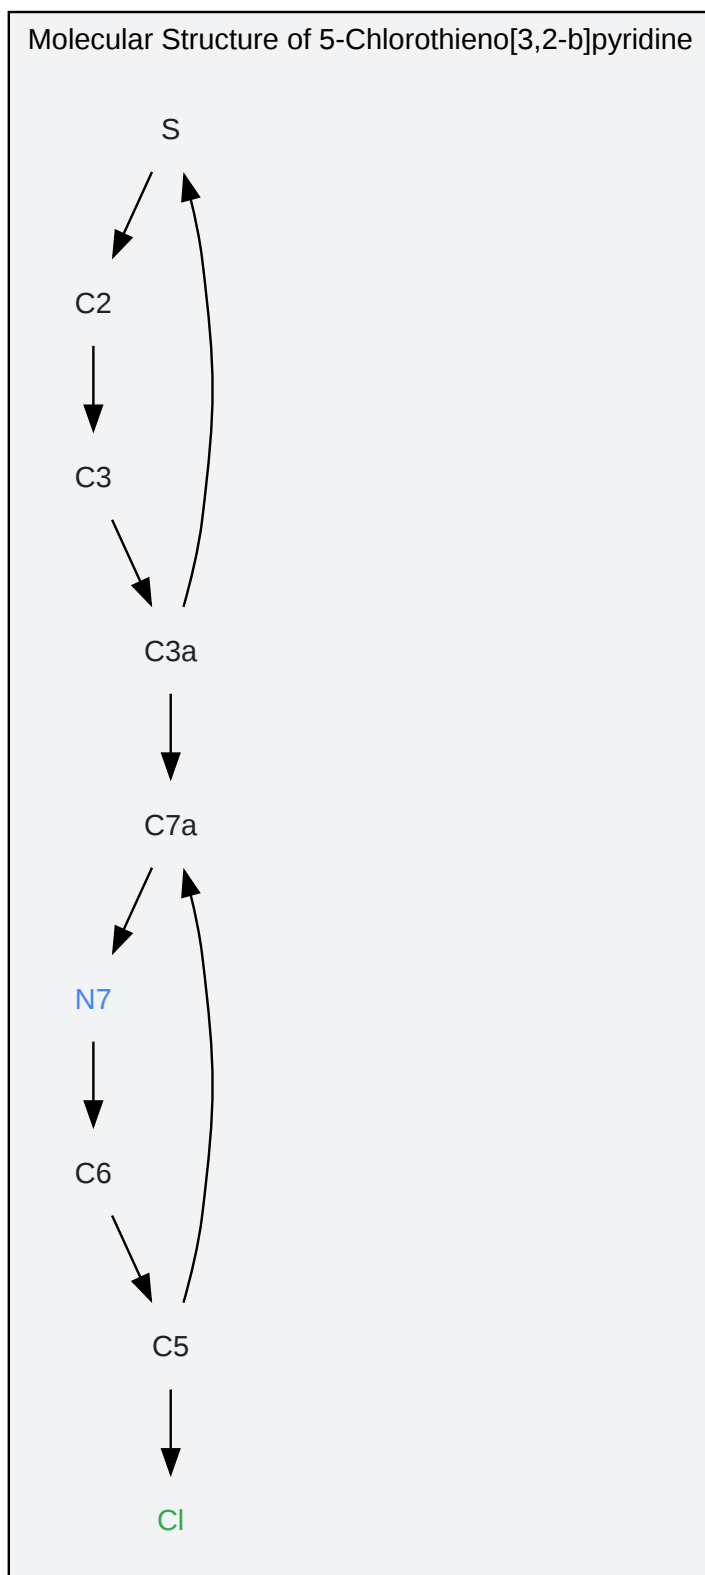 Molecular Structure of 5-Chlorothieno[3,2-b]pyridine
S
C2
C3
C3a
C7a
N7
C6
C5
Cl